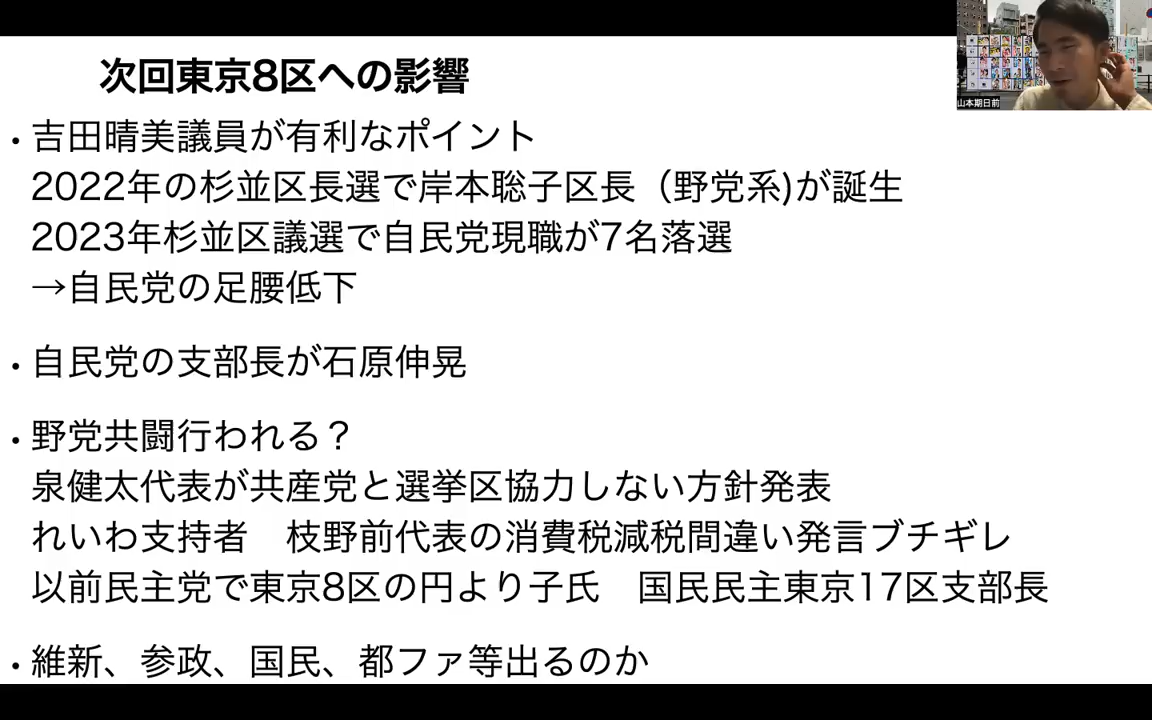 次回東京8区への影響
山本期日前
・吉田晴美議員が有利なポイント
2022年の杉並区長選で岸本聡子区長（野党系)が誕生
2023年杉並区議選で自民党現職が7名落選
→自民党の足腰低下
・自民党の支部長が石原伸晃
・野党共闘行われる？
泉健太代表が共産党と選挙区協力しない方針発表
れいわ支持者　枝野前代表の消費税減税間違い発言ブチギレ
以前民主党で東京8区の円より子氏　国民民主東京17区支部長
・維新、参政、国民、都ファ等出るのか